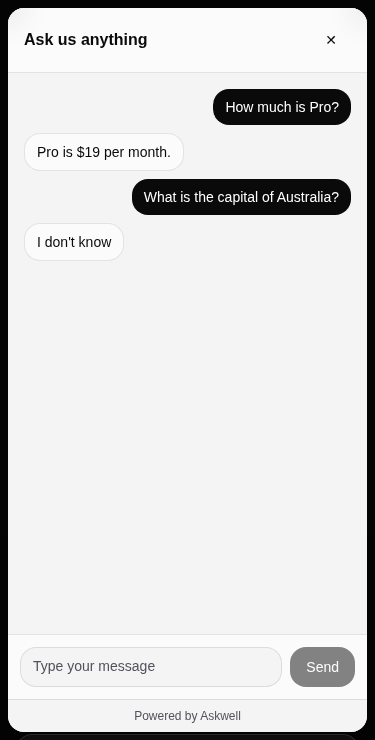 Ask us anything
×
How much is Pro?
Pro is $19 per month.
What is the capital of Australia?
I don't know
Type your message
Send
Powered by Askwell